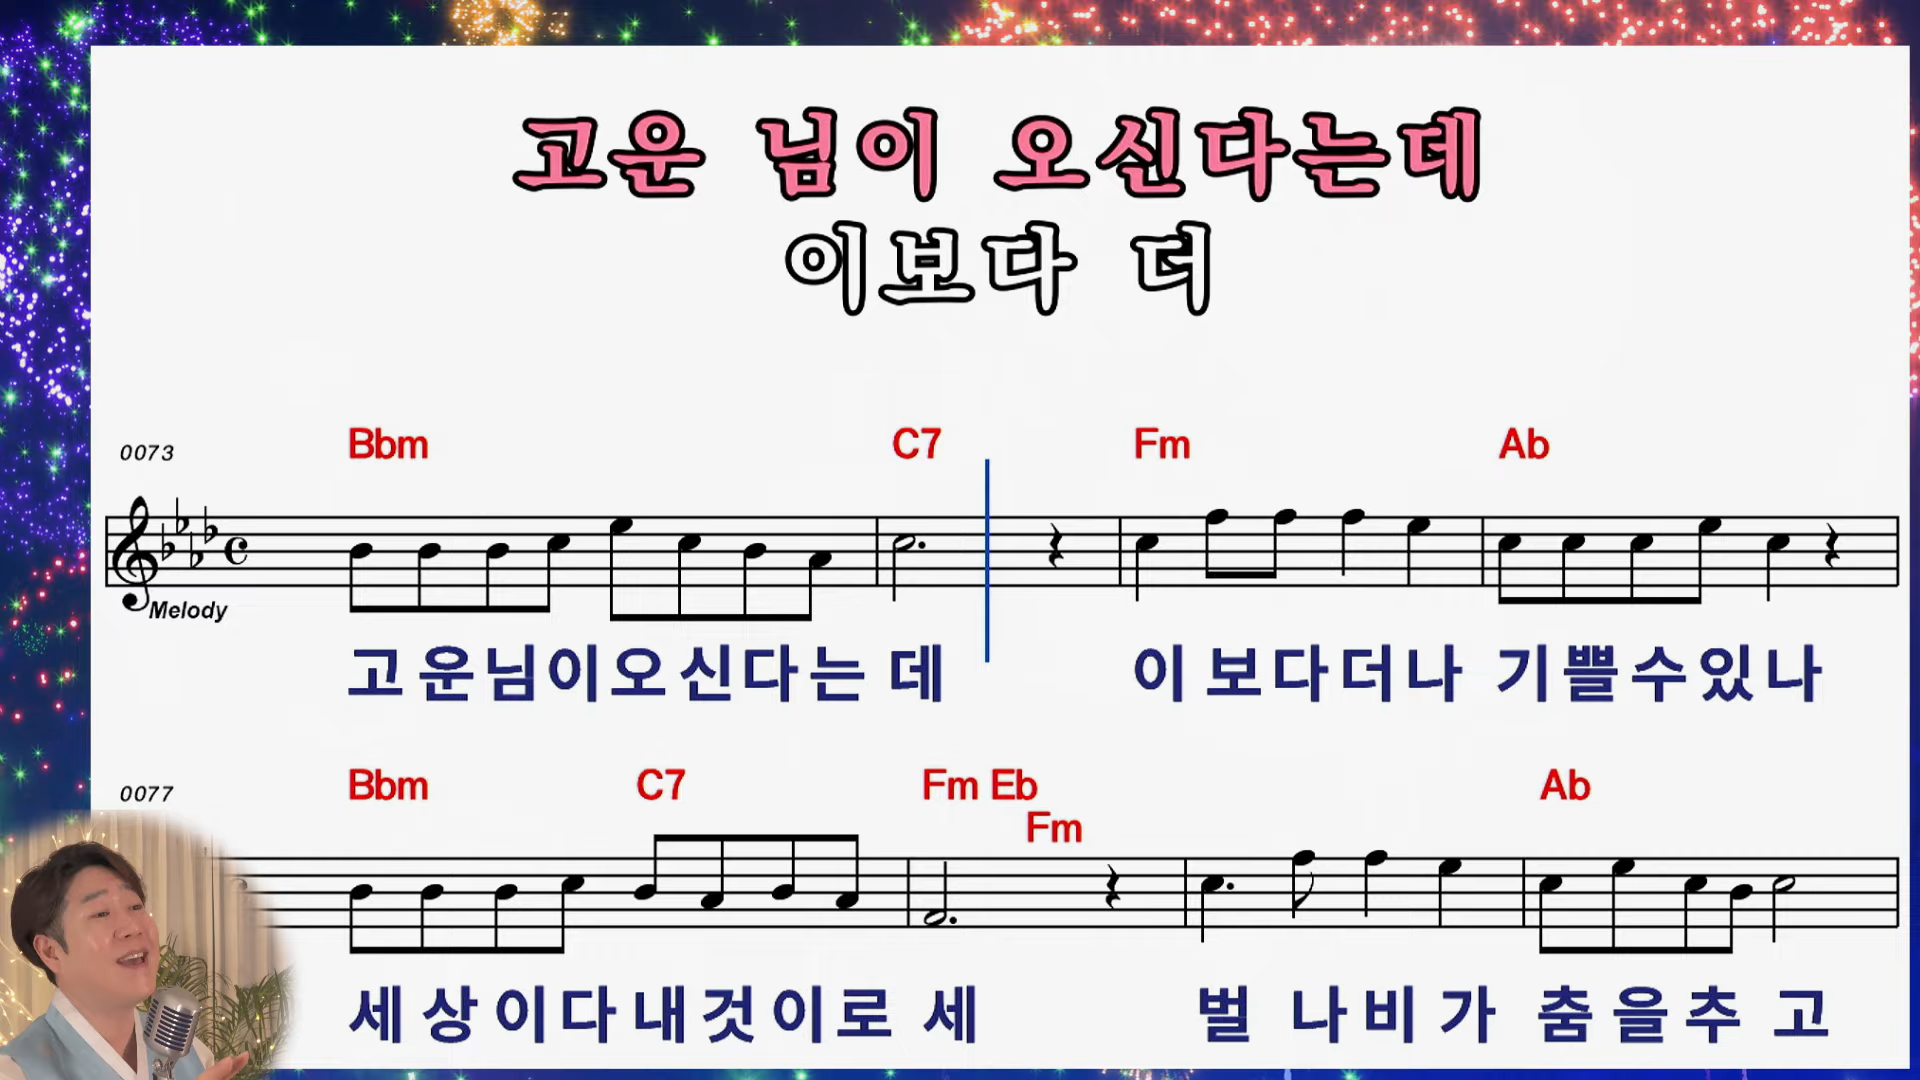 고운 님이 오신다는데
이보다 더
0073 Bbm C7 Fm Ab
Melody
고운님이오신다는데 이보다더나 기쁠수있나
0077 Bbm C7 Fm Eb Ab
Fm
세상이다내것이로세 벌 나비가 춤을추고